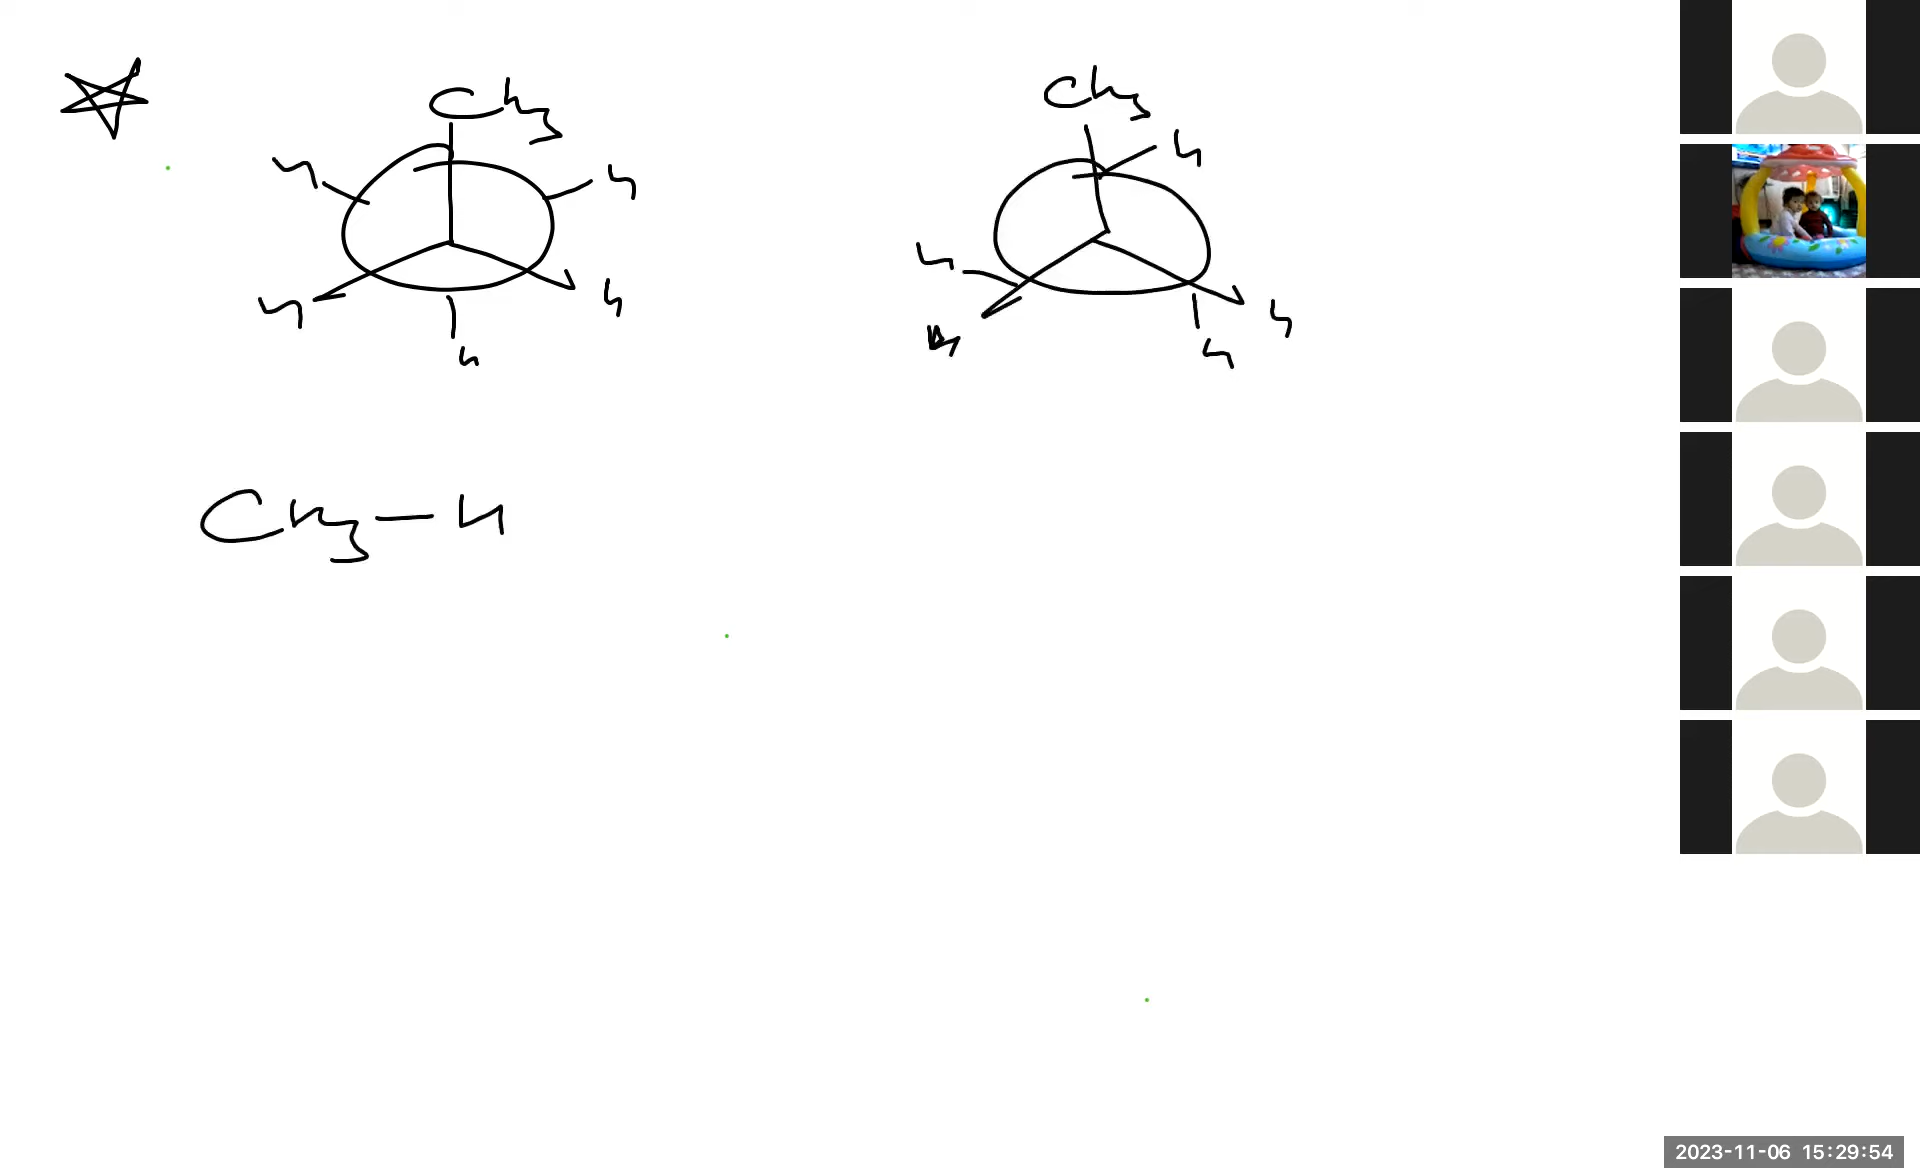 CH3 CH3
H H H
H H H H
H H H
CH3-H
2023-11-06 15:29:54